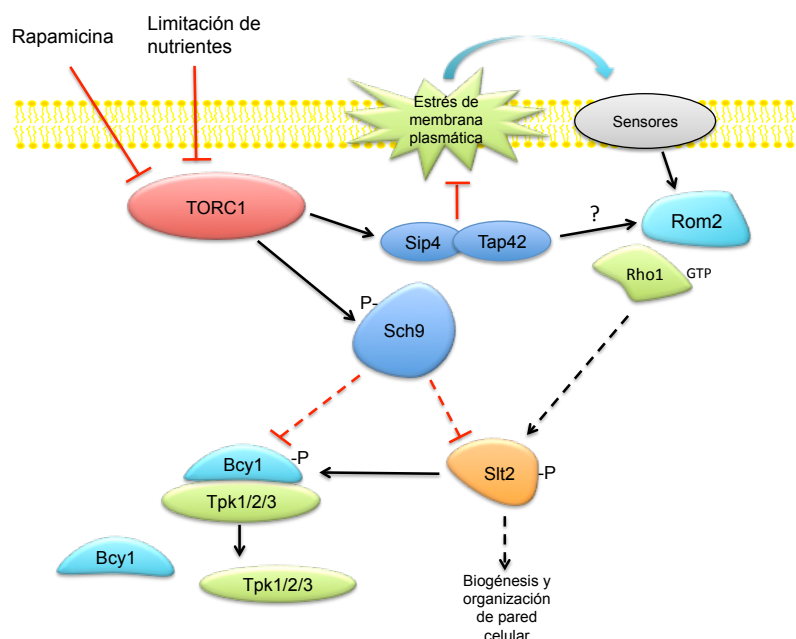 Rapamicina
Limitación de
nutrientes
Estrés de
membrana
plasmática
Sensores
TORC1
Sip4
Tap42
?
Rom2
Rho1
GTP
P-
Sch9
Bcy1
-P
Tpk1/2/3
Slt2
-P
Bcy1
Tpk1/2/3
Biogénesis y
organización
de pared
celular